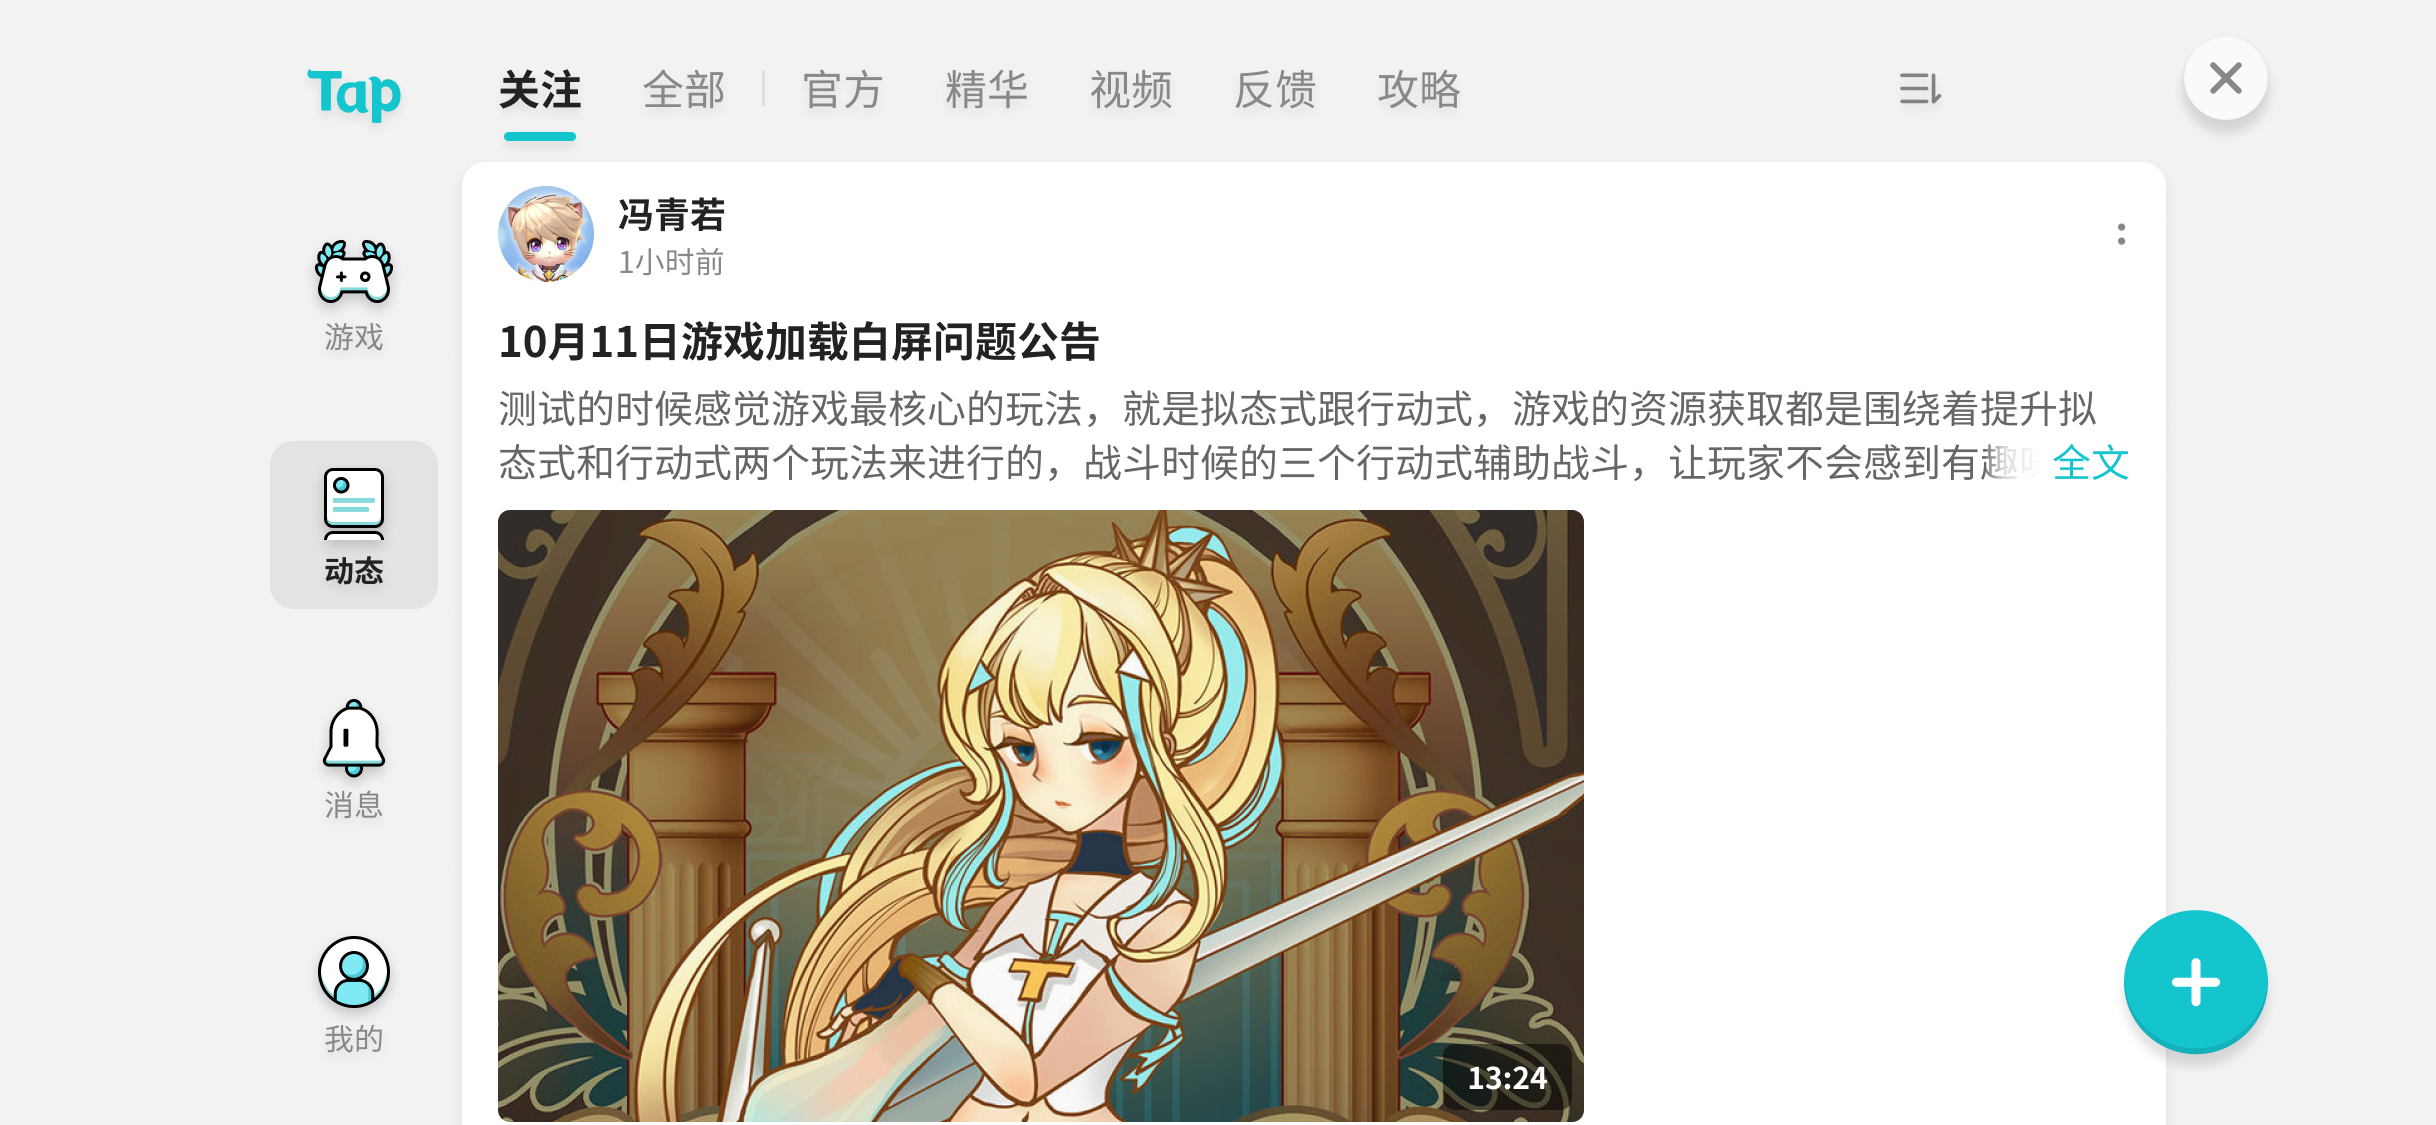 Tap
关注 全部 官方 精华 视频 反馈 攻略
冯青若
1小时前
游戏
10月11日游戏加载白屏问题公告
测试的时候感觉游戏最核心的玩法，就是拟态式跟行动式，游戏的资源获取都是围绕着提升拟
态式和行动式两个玩法来进行的，战斗时候的三个行动式辅助战斗，让玩家不会感到有趣 全文
动态
消息
我的
T
13:24